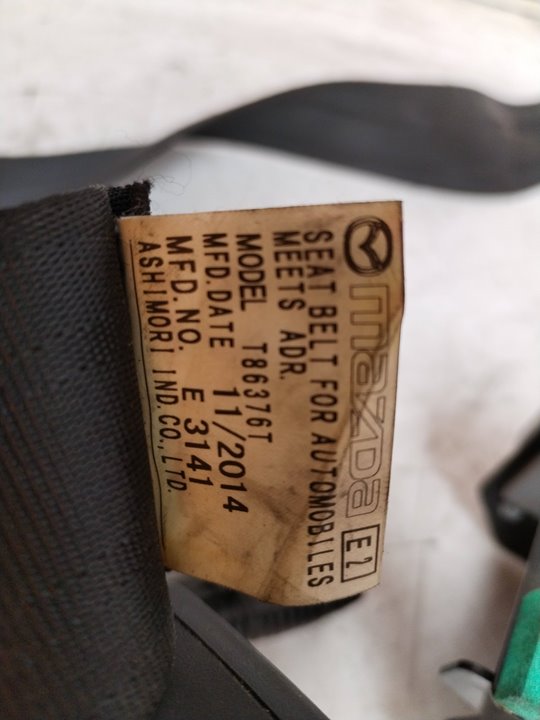 mazda E2
SEAT BELT FOR AUTOMOBILES
MEETS ADR.
MODEL T86376T
MFD.DATE 11/2014
MFD.NO. E 3141
ASHIMORI IND.CO.,LTD.